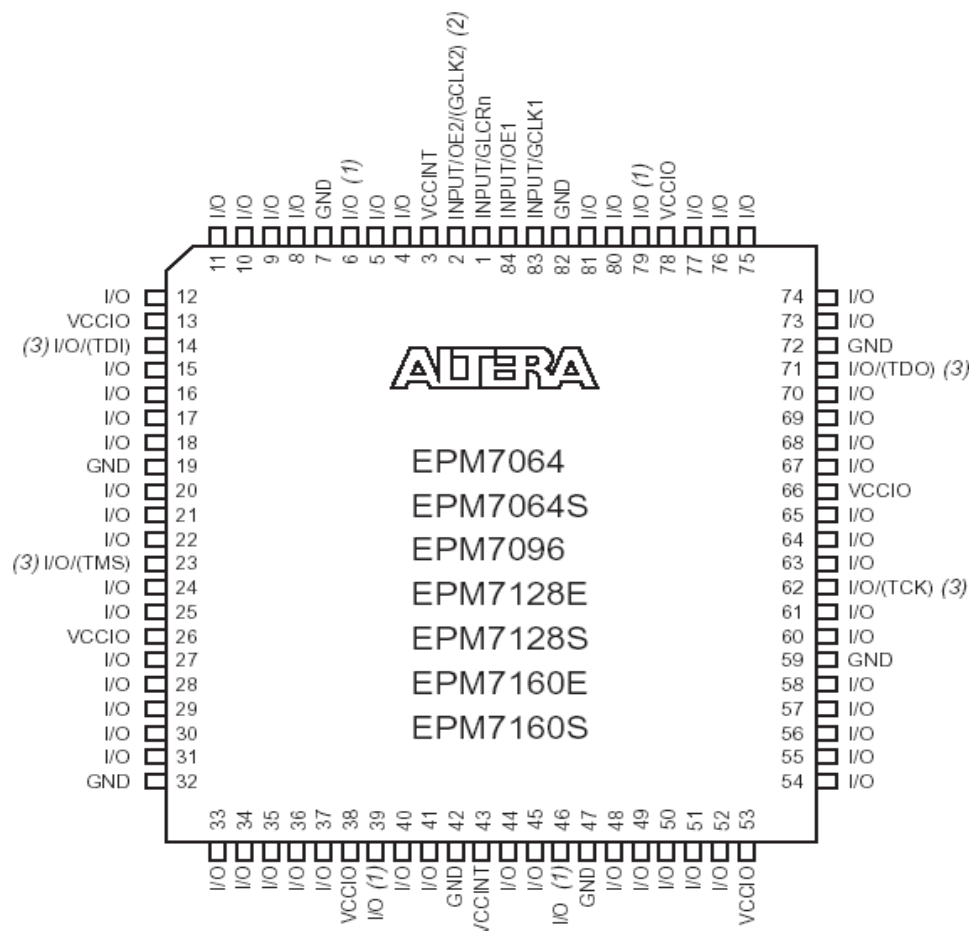 I/O
I/O
I/O
I/O
GND
I/O (1)
I/O
I/O
VCCINT
INPUT/OE2/(GCLK2) (2)
INPUT/GLCRn
INPUT/OE1
INPUT/GCLK1
GND
I/O
I/O
I/O (1)
VCCIO
I/O
I/O
I/O
11 10 9 8 7 6 5 4 3 2 1 84 83 82 81 80 79 78 77 76 75
I/O 12 74 I/O
VCCIO 13 73 I/O
(3) I/O/(TDI) 14 72 GND
I/O 15 71 I/O/(TDO) (3)
I/O 16 70 I/O
I/O 17 69 I/O
I/O 18 68 I/O
GND 19 67 I/O
I/O 20 66 VCCIO
I/O 21 65 I/O
I/O 22 64 I/O
(3) I/O/(TMS) 23 63 I/O
I/O 24 62 I/O/(TCK) (3)
I/O 25 61 I/O
VCCIO 26 60 I/O
I/O 27 59 GND
I/O 28 58 I/O
I/O 29 57 I/O
I/O 30 56 I/O
I/O 31 55 I/O
GND 32 54 I/O
ALTERA
EPM7064
EPM7064S
EPM7096
EPM7128E
EPM7128S
EPM7160E
EPM7160S
33 34 35 36 37 38 39 40 41 42 43 44 45 46 47 48 49 50 51 52 53
I/O
I/O
I/O
I/O
I/O
VCCIO
I/O (1)
I/O
I/O
GND
VCCINT
I/O
I/O
I/O (1)
GND
I/O
I/O
I/O
I/O
I/O
VCCIO